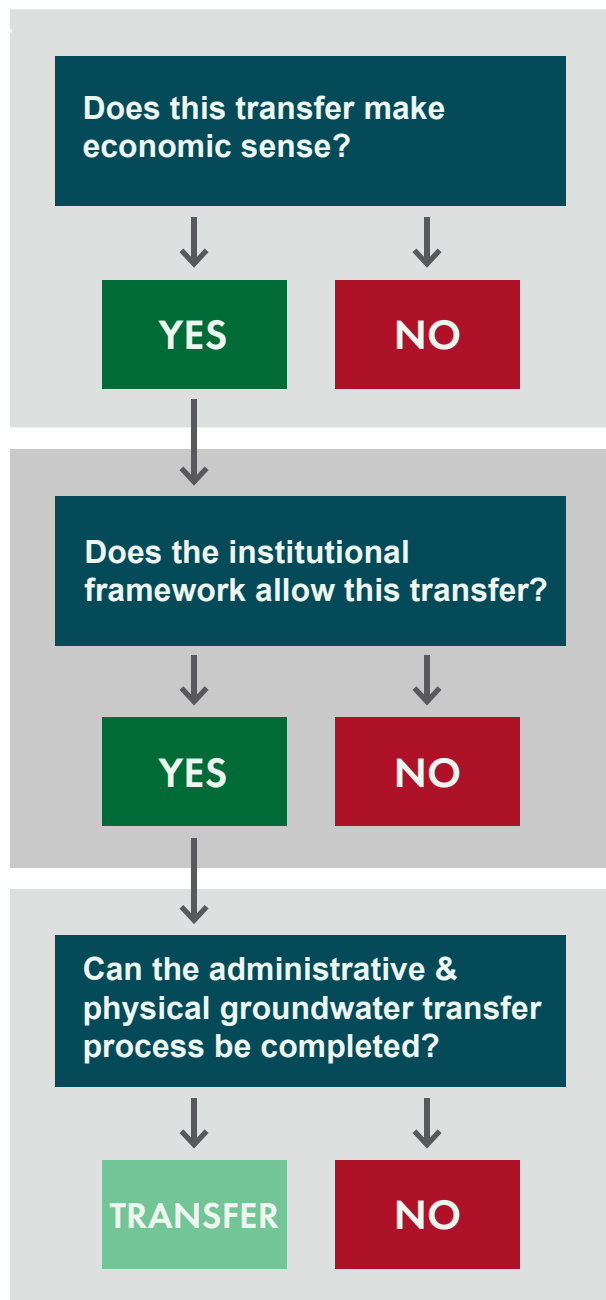 Does this transfer make
economic sense?
YES
NO
Does the institutional
framework allow this transfer?
YES
NO
Can the administrative &
physical groundwater transfer
process be completed?
TRANSFER
NO